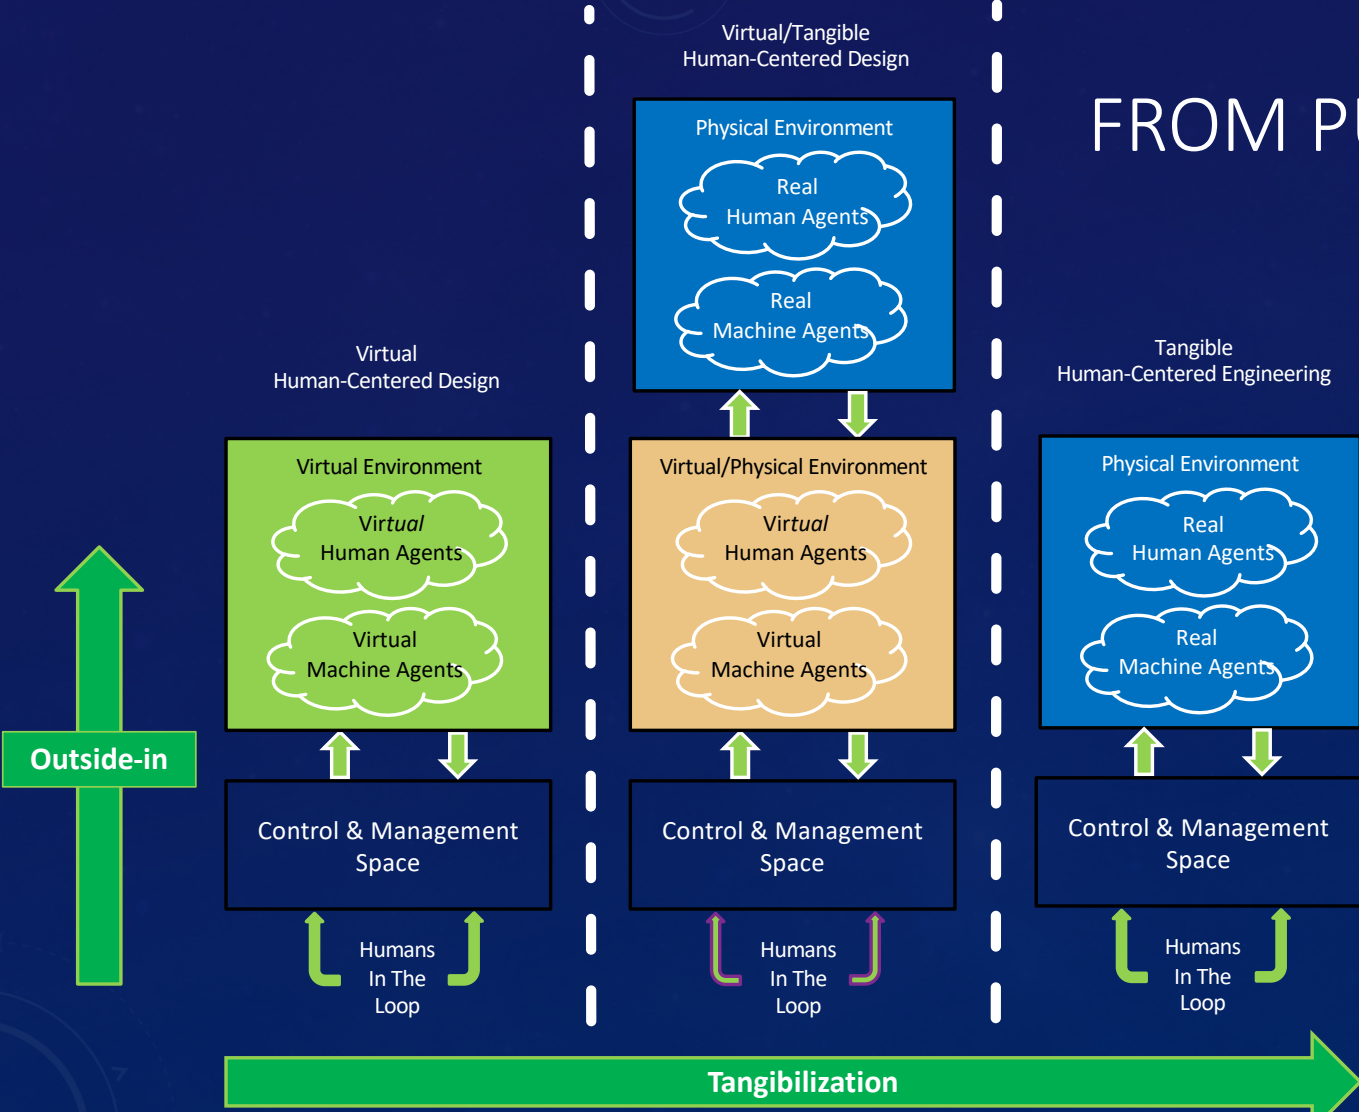 Virtual/Tangible
Human-Centered Design
FROM PU
Physical Environment
Real
Human Agents
Real
Machine Agents
Virtual
Human-Centered Design
Tangible
Human-Centered Engineering
Virtual Environment
Virtual
Human Agents
Virtual
Machine Agents
Virtual/Physical Environment
Virtual
Human Agents
Virtual
Machine Agents
Physical Environment
Real
Human Agents
Real
Machine Agents
Outside-in
Control & Management
Space
Control & Management
Space
Control & Management
Space
Humans
In The
Loop
Humans
In The
Loop
Humans
In The
Loop
Tangibilization